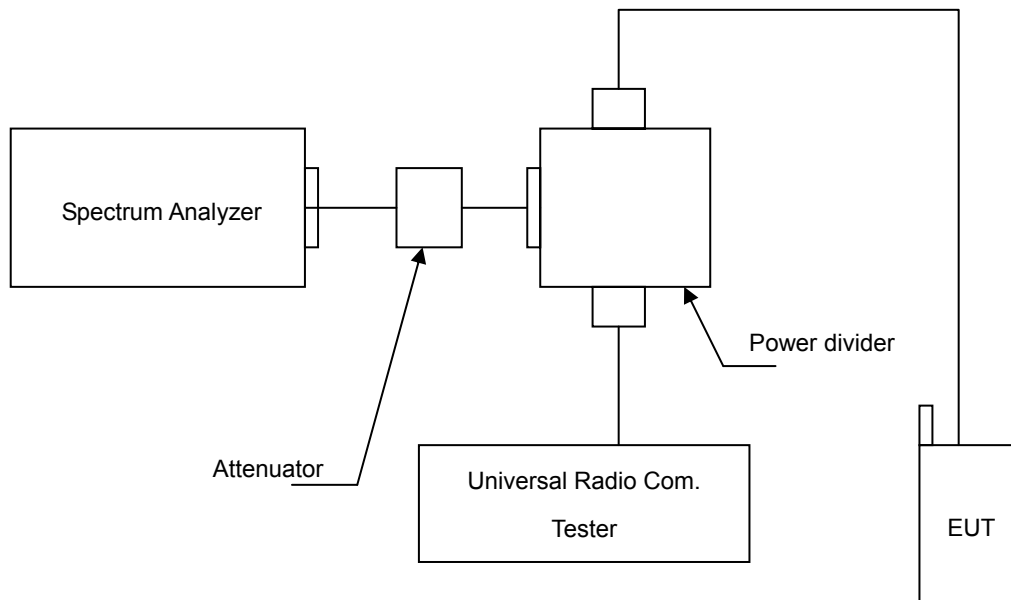 Spectrum Analyzer
Power divider
Attenuator
Universal Radio Com.
Tester
EUT